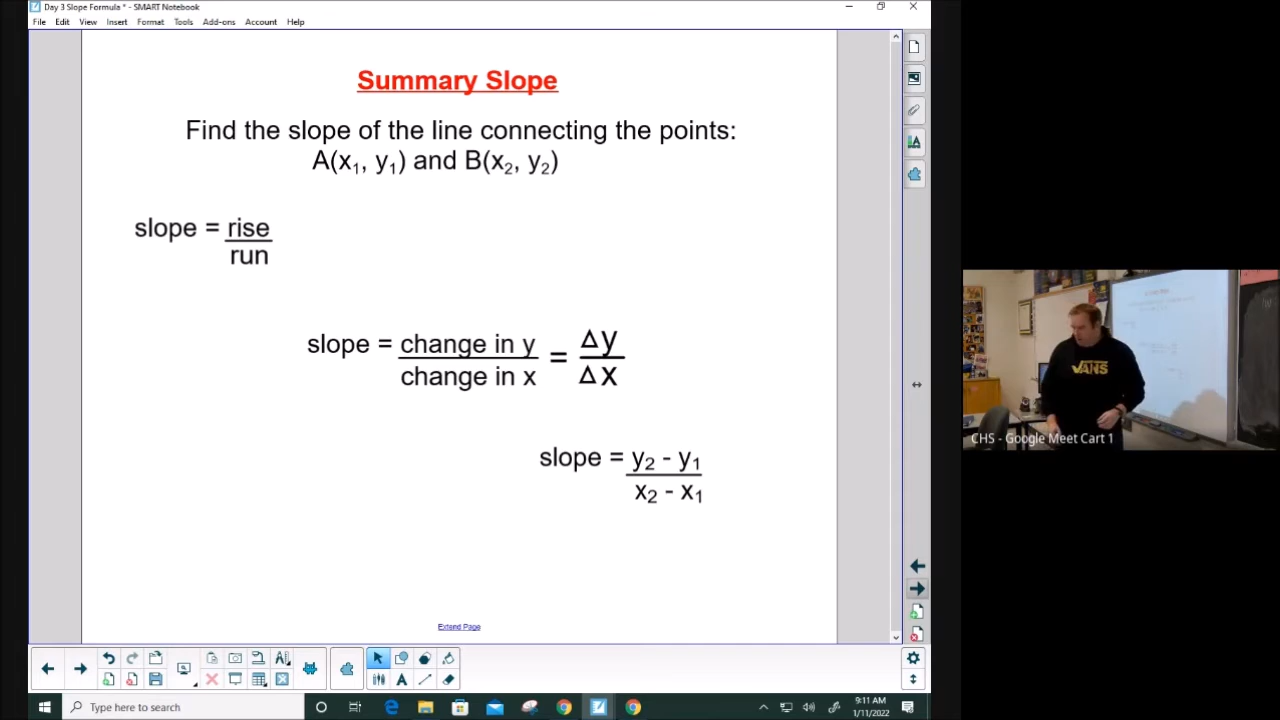 Day 3 Slope Formula * - SMART Notebook
File Edit View Insert Format Tools Add-ons Account Help
Summary Slope
Find the slope of the line connecting the points:
A(x₁, y₁) and B(x₂, y₂)
slope = rise
run
slope = change in y = Δy
change in x Δx
slope = y₂ - y₁
x₂ - x₁
VANS
CHS - Google Meet Cart 1
Extend Page
Type here to search
9:11 AM
1/11/2022